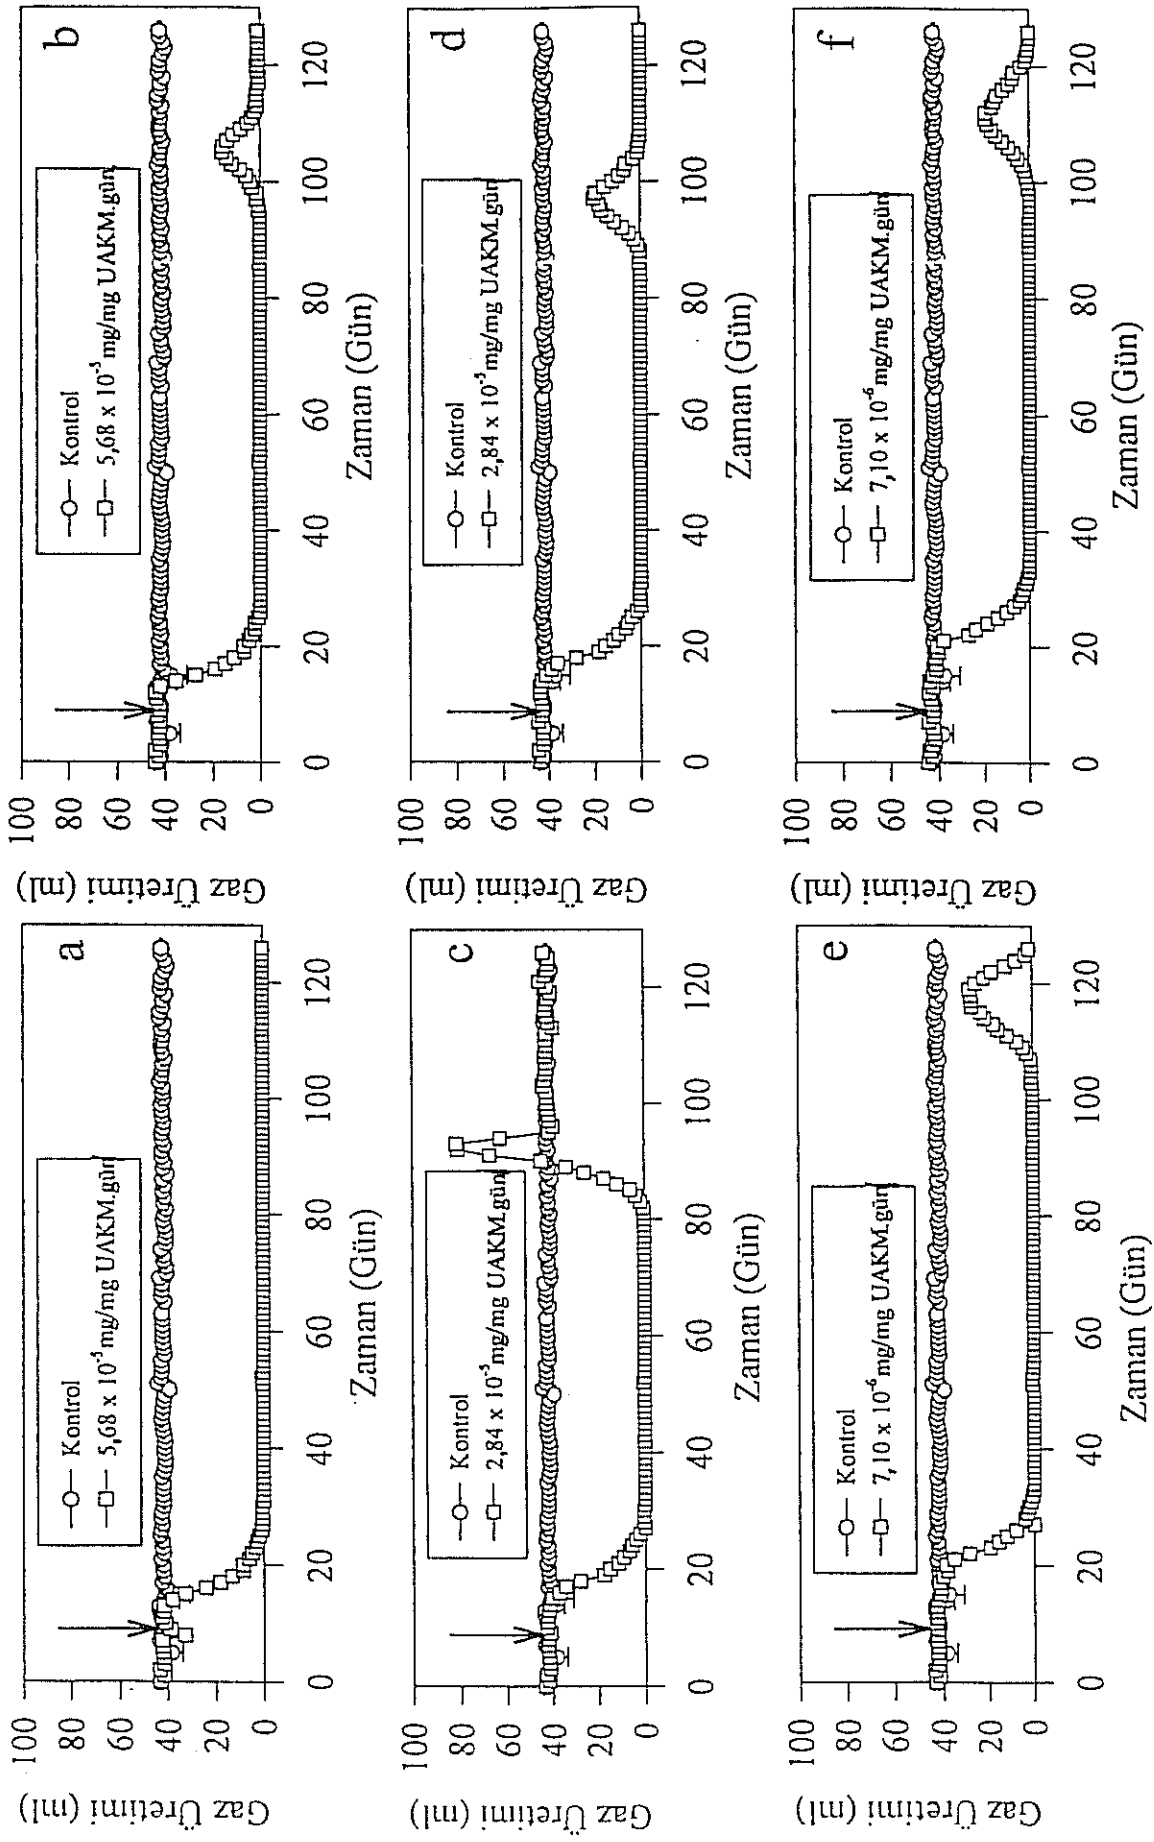 a
Gaz Üretimi (ml)
100
80
60
40
20
0
Kontrol
5,68 x 10⁻⁵ mg/mg UAKM.gün
0 20 40 60 80 100 120
Zaman (Gün)
b
Gaz Üretimi (ml)
100
80
60
40
20
0
Kontrol
5,68 x 10⁻⁵ mg/mg UAKM.gün
0 20 40 60 80 100 120
Zaman (Gün)
c
Gaz Üretimi (ml)
100
80
60
40
20
0
Kontrol
2,84 x 10⁻⁵ mg/mg UAKM.gün
0 20 40 60 80 100 120
Zaman (Gün)
d
Gaz Üretimi (ml)
100
80
60
40
20
0
Kontrol
2,84 x 10⁻⁵ mg/mg UAKM.gün
0 20 40 60 80 100 120
Zaman (Gün)
e
Gaz Üretimi (ml)
100
80
60
40
20
0
Kontrol
7,10 x 10⁻⁶ mg/mg UAKM.gün
0 20 40 60 80 100 120
Zaman (Gün)
f
Gaz Üretimi (ml)
100
80
60
40
20
0
Kontrol
7,10 x 10⁻⁶ mg/mg UAKM.gün
0 20 40 60 80 100 120
Zaman (Gün)